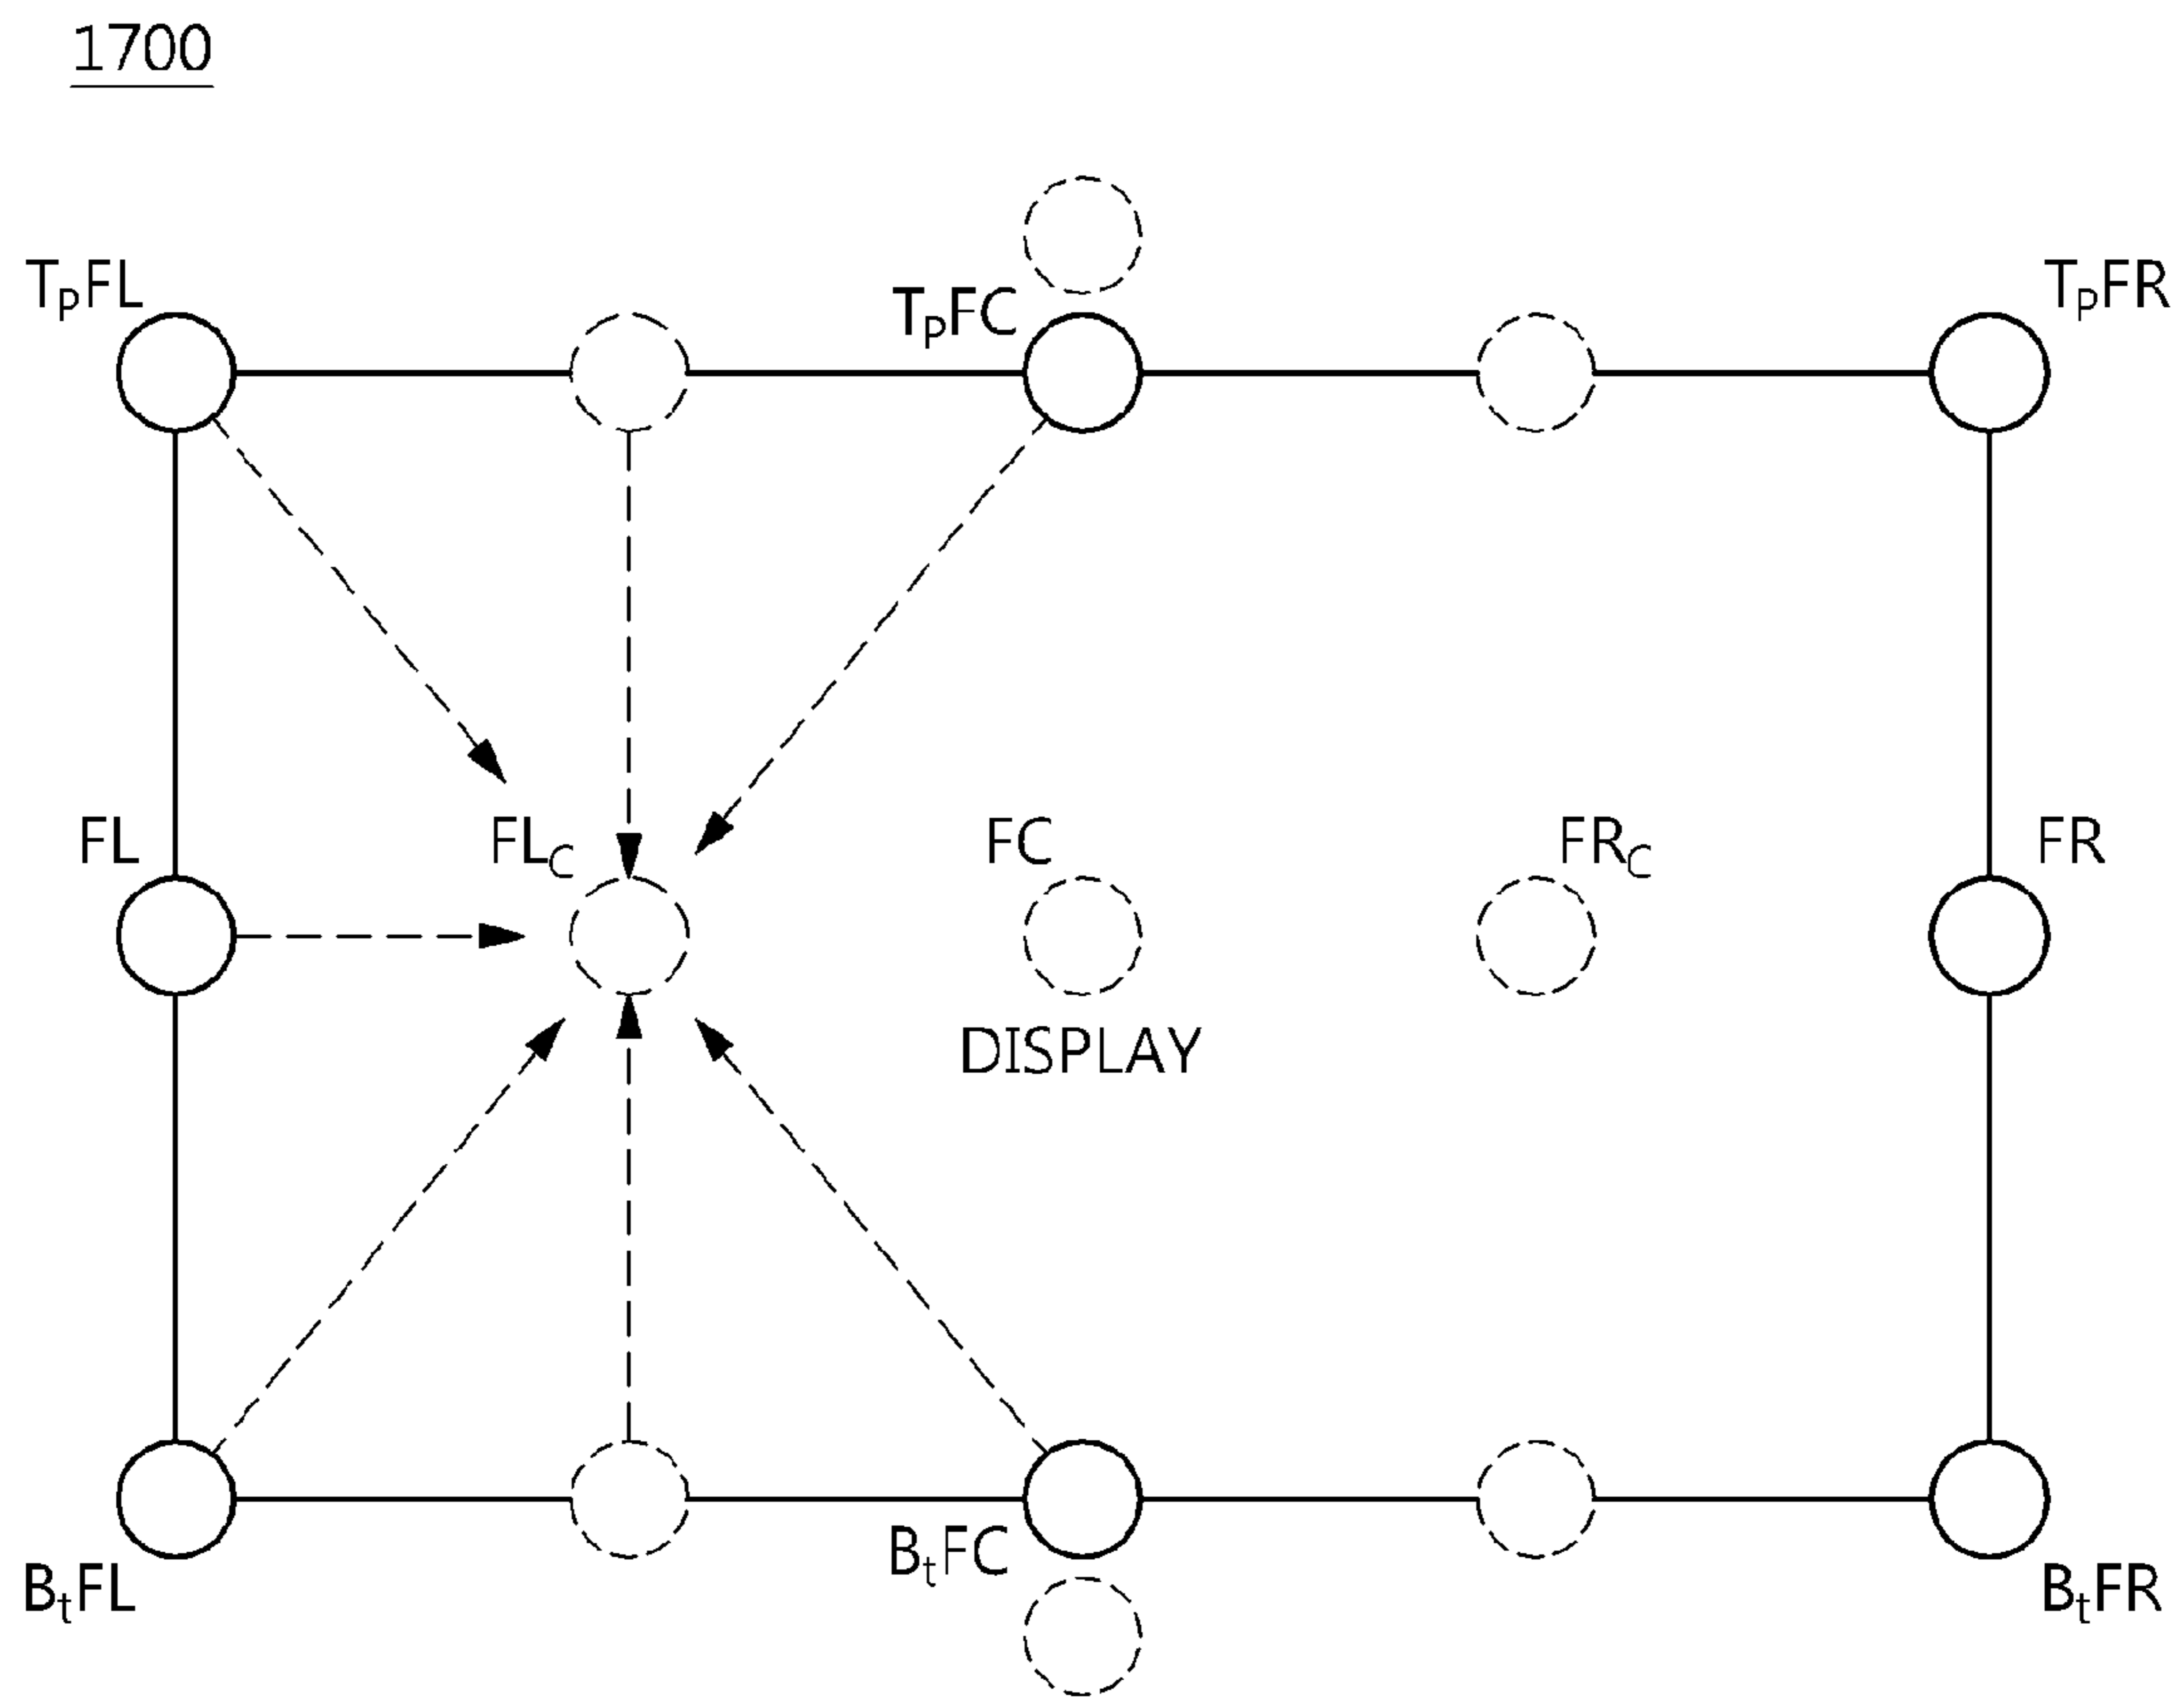 1700
TpFL
TpFC
TpFR
FL
FLC
FC
FRC
FR
DISPLAY
BtFL
BtFC
BtFR